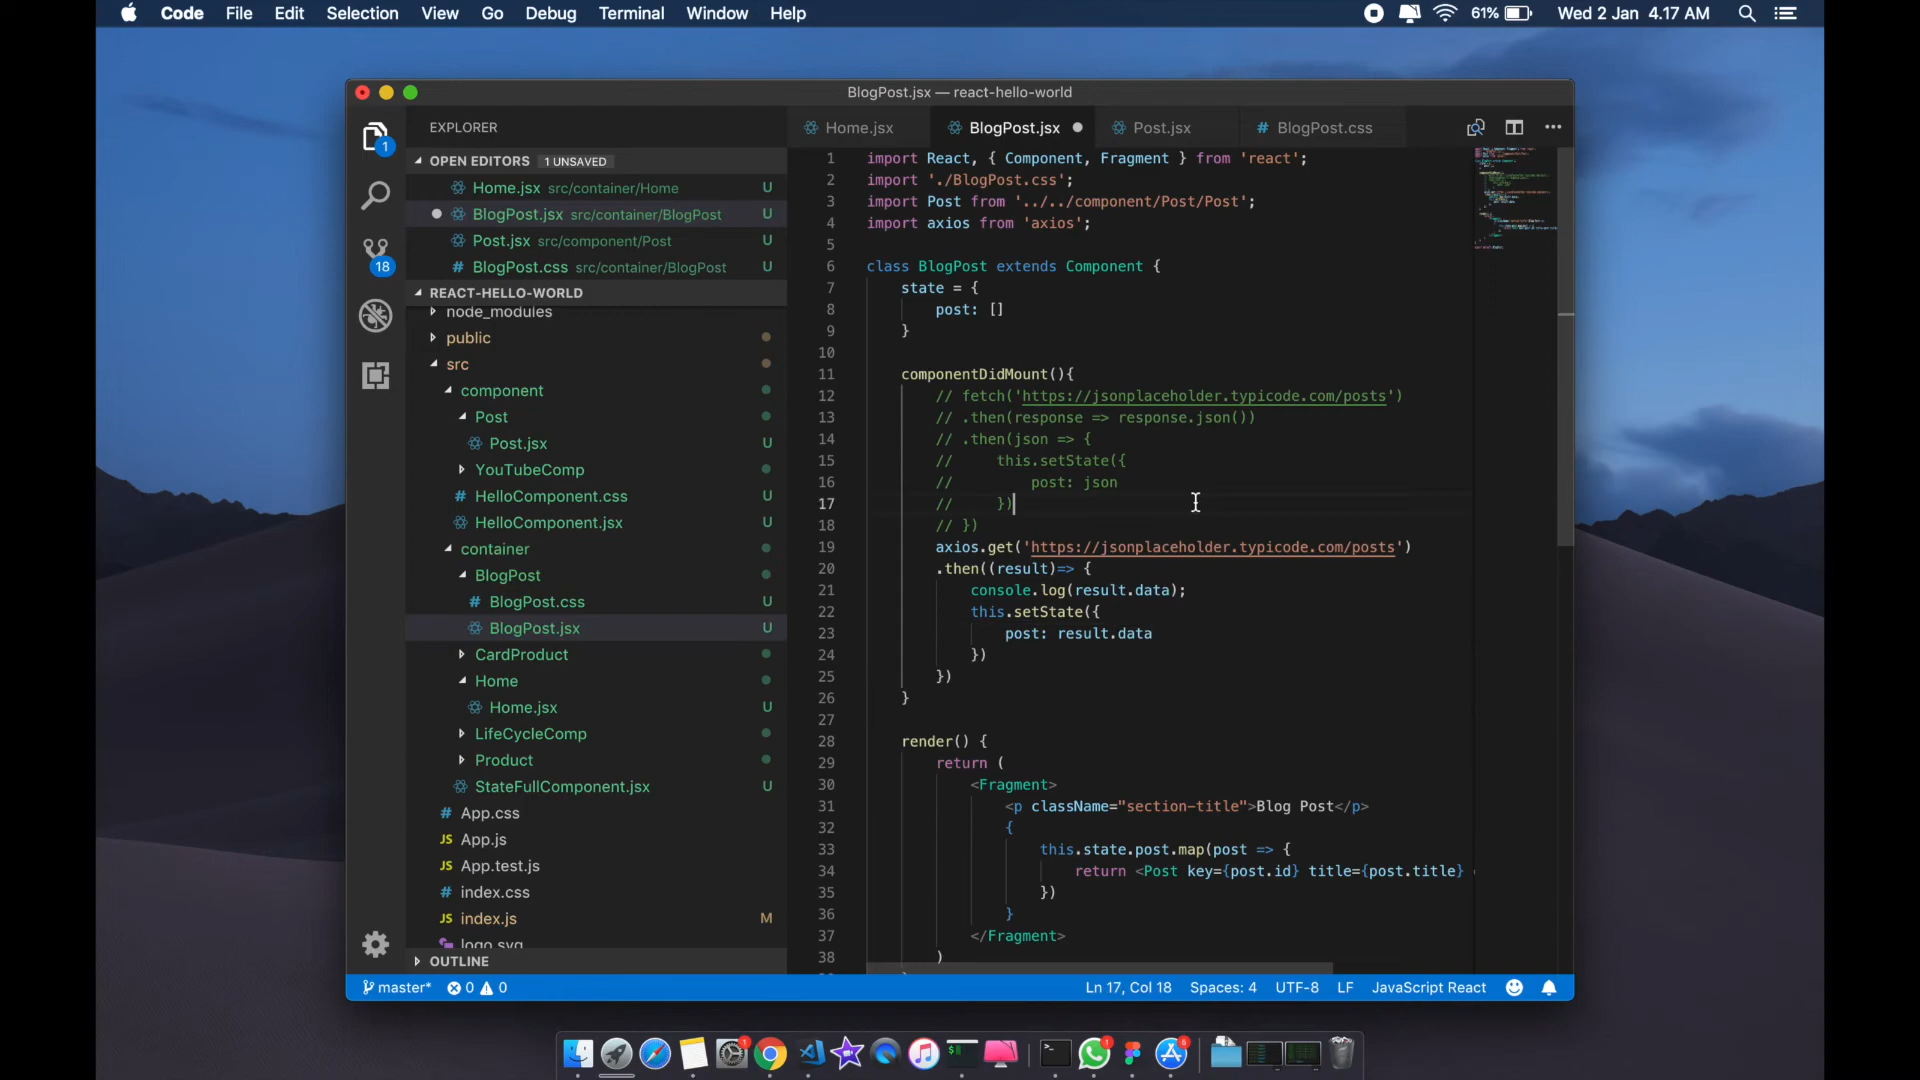 Code File Edit Selection View Go Debug Terminal Window Help 61% Wed 2 Jan 4.17 AM
BlogPost.jsx — react-hello-world
EXPLORER
OPEN EDITORS 1 UNSAVED
Home.jsx src/container/Home U
BlogPost.jsx src/container/BlogPost U
Post.jsx src/component/Post U
# BlogPost.css src/container/BlogPost U
REACT-HELLO-WORLD
node_modules
public
src
component
Post
Post.jsx U
YouTubeComp
# HelloComponent.css U
HelloComponent.jsx U
container
BlogPost
# BlogPost.css U
BlogPost.jsx U
CardProduct
Home
Home.jsx U
LifeCycleComp
Product
StateFullComponent.jsx U
# App.css
JS App.js
JS App.test.js
# index.css
JS index.js M
logo.svg
OUTLINE
1
18
Home.jsx BlogPost.jsx Post.jsx # BlogPost.css
1 import React, { Component, Fragment } from 'react';
2 import './BlogPost.css';
3 import Post from '../../component/Post/Post';
4 import axios from 'axios';
5
6 class BlogPost extends Component {
7 state = {
8 post: []
9 }
10
11 componentDidMount(){
12 // fetch('https://jsonplaceholder.typicode.com/posts')
13 // .then(response => response.json())
14 // .then(json => {
15 // this.setState({
16 // post: json
17 // })
18 // })
19 axios.get('https://jsonplaceholder.typicode.com/posts')
20 .then((result)=> {
21 console.log(result.data);
22 this.setState({
23 post: result.data
24 })
25 })
26 }
27
28 render() {
29 return (
30 <Fragment>
31 <p className="section-title">Blog Post</p>
32 {
33 this.state.post.map(post => {
34 return <Post key={post.id} title={post.title}
35 })
36 }
37 </Fragment>
38 )
master* 0 0 Ln 17, Col 18 Spaces: 4 UTF-8 LF JavaScript React